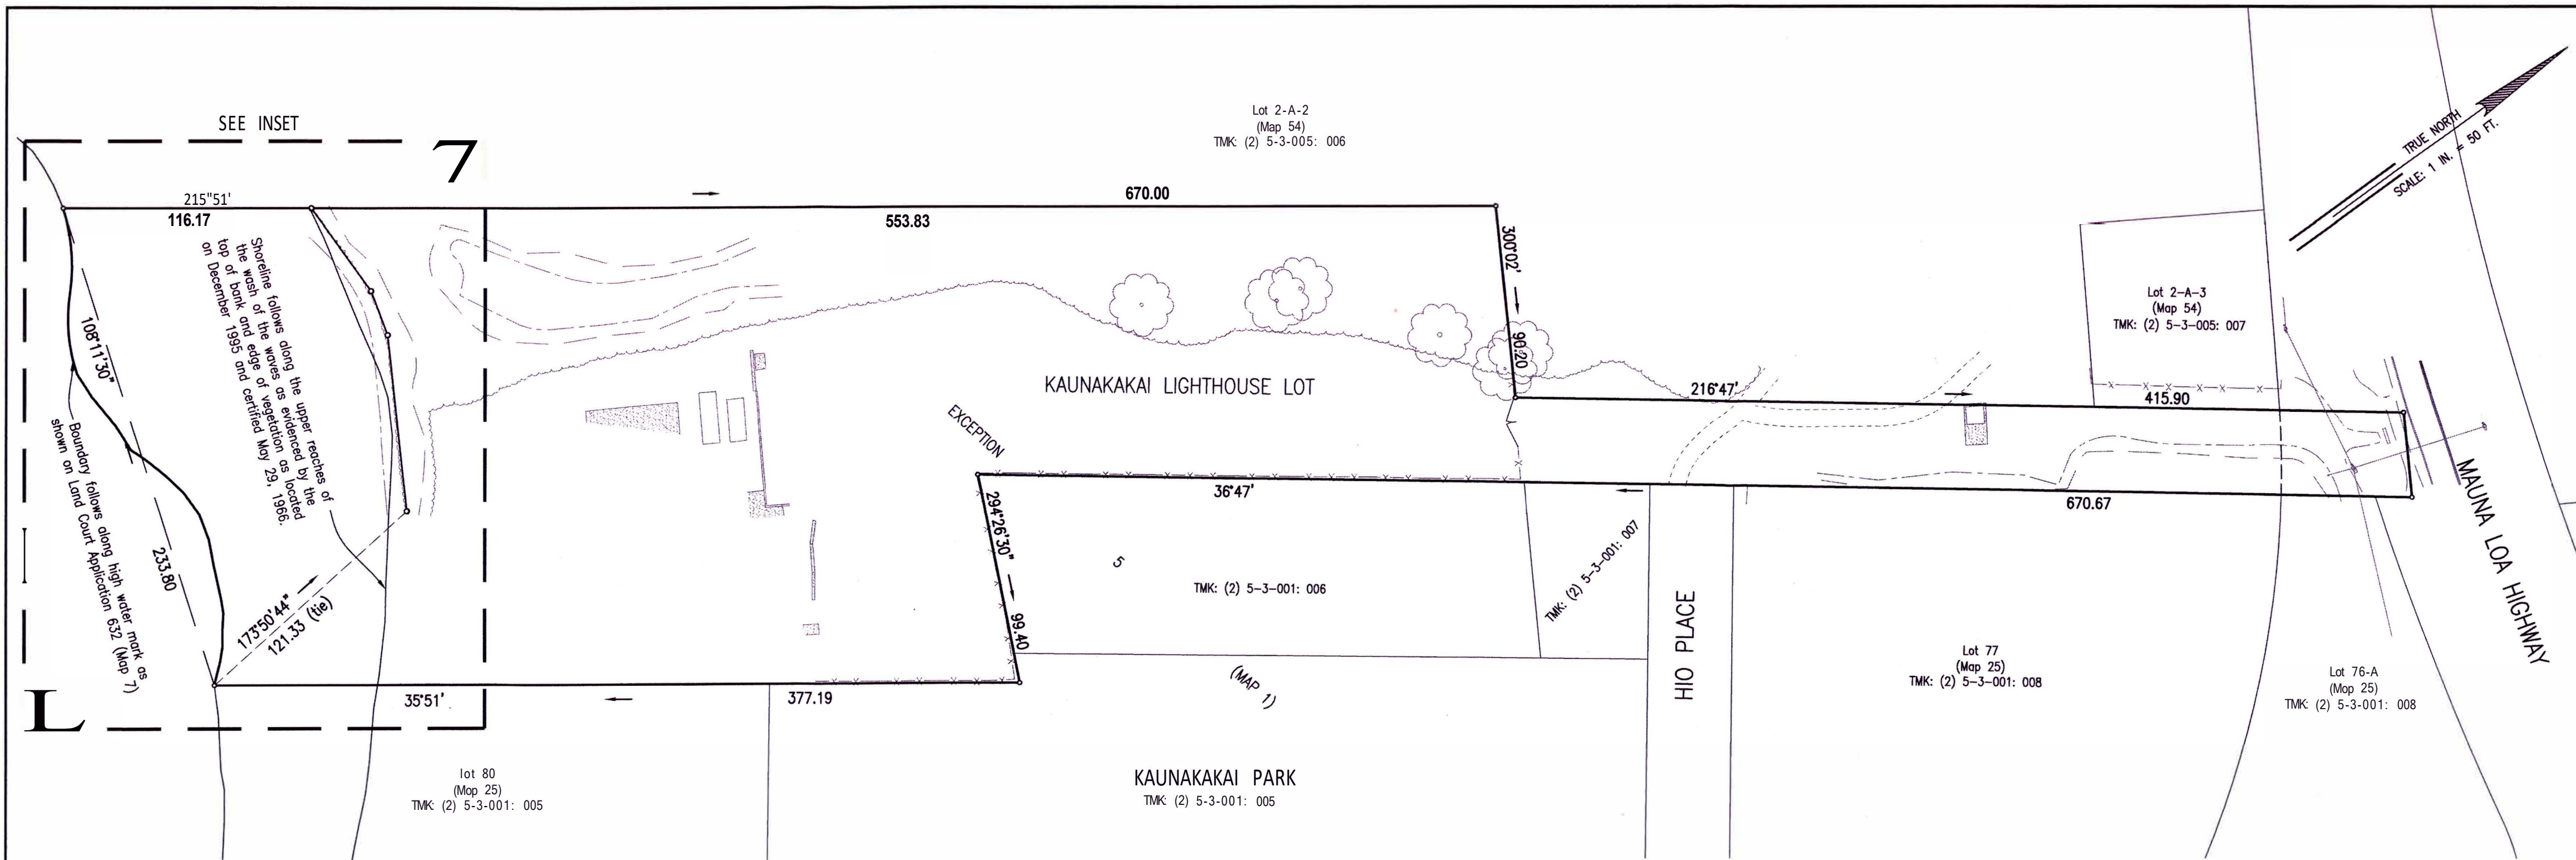 SEE INSET
7
Lot 2-A-2
(Map 54)
TMK: (2) 5-3-005: 006
TRUE NORTH
SCALE: 1 IN. = 50 FT.
215"51'
116.17
670.00
553.83
300°02'
90.20
Shoreline follows along the upper reaches of
the wash of the waves as evidenced by the
top of bank and edge of vegetation as located
on December 1995 and certified May 29, 1966.
108°11'30"
233.80
Boundary follows along high water mark as
shown on Land Court Application 632 (Map 7)
173°50'44"
121.33 (tie)
KAUNAKAKAI LIGHTHOUSE LOT
EXCEPTION
216°47'
415.90
Lot 2-A-3
(Map 54)
TMK: (2) 5-3-005: 007
36°47'
670.67
294°26'30"
99.40
5
TMK: (2) 5-3-001: 006
TMK: (2) 5-3-001: 007
HIO PLACE
MAUNA LOA HIGHWAY
Lot 77
(Map 25)
TMK: (2) 5-3-001: 008
Lot 76-A
(Mop 25)
TMK: (2) 5-3-001: 008
L
35°51'
377.19
(MAP 1)
lot 80
(Mop 25)
TMK: (2) 5-3-001: 005
KAUNAKAKAI PARK
TMK: (2) 5-3-001: 005